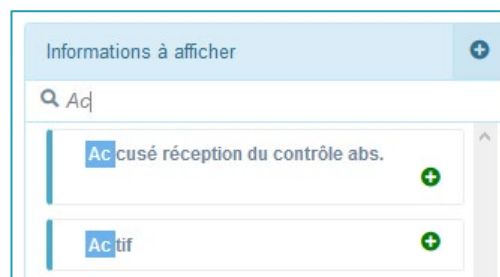 Informations à afficher
Ac
Accusé réception du contrôle abs.
Actif